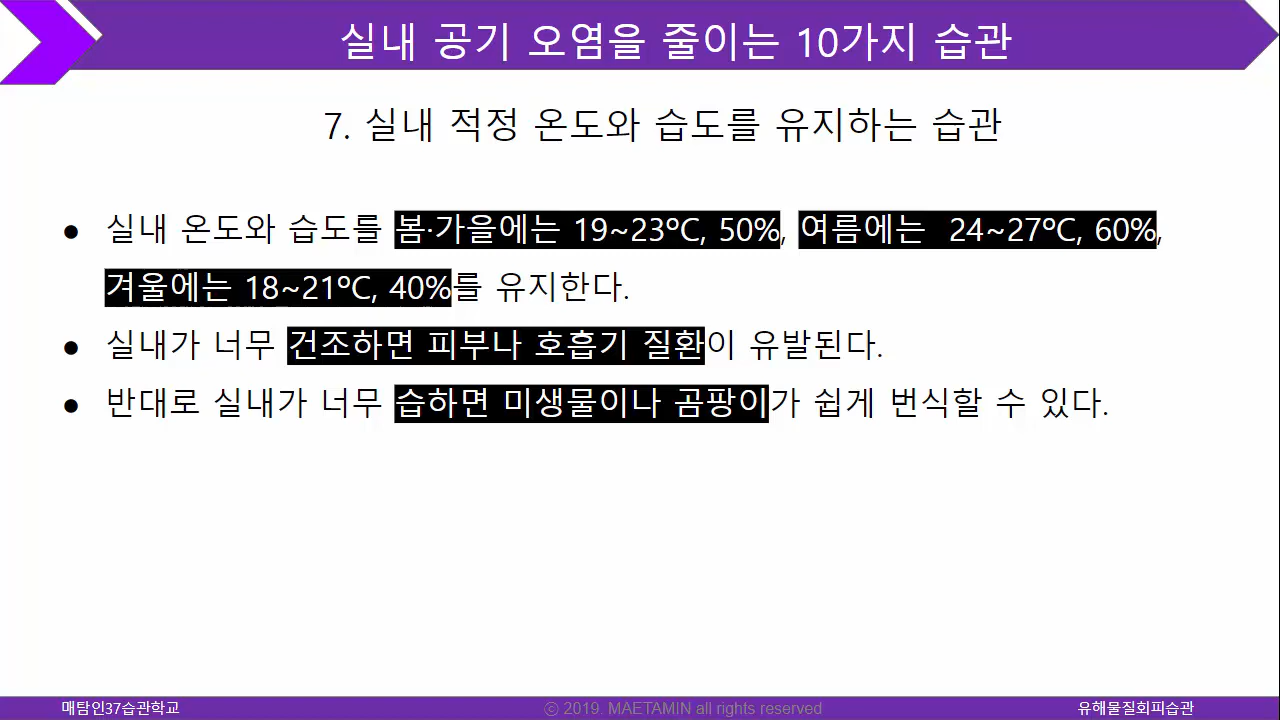 실내 공기 오염을 줄이는 10가지 습관
7. 실내 적정 온도와 습도를 유지하는 습관
● 실내 온도와 습도를 봄·가을에는 19~23ºC, 50%, 여름에는 24~27ºC, 60%,
겨울에는 18~21ºC, 40%를 유지한다.
● 실내가 너무 건조하면 피부나 호흡기 질환이 유발된다.
● 반대로 실내가 너무 습하면 미생물이나 곰팡이가 쉽게 번식할 수 있다.
매탐인37습관학교
ⓒ 2019. MAETAMIN all rights reserved
유해물질회피습관